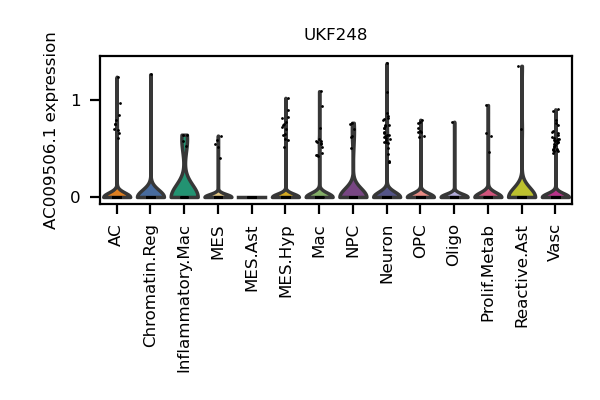 UKF248
AC009506.1 expression
1
0
AC
Chromatin.Reg
Inflammatory.Mac
MES
MES.Ast
MES.Hyp
Mac
NPC
Neuron
OPC
Oligo
Prolif.Metab
Reactive.Ast
Vasc